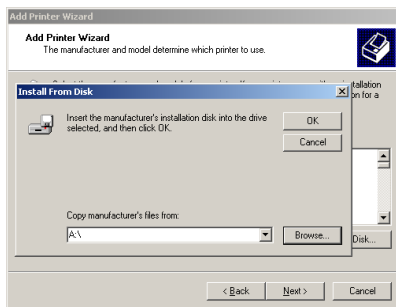 Add Printer Wizard
Add Printer Wizard
The manufacturer and model determine which printer to use.
installation
on for a
Install From Disk
Insert the manufacturer's installation disk into the drive
selected, and then click OK.
OK
Cancel
Copy manufacturer's files from:
A:\
Browse...
Disk...
< Back
Next >
Cancel